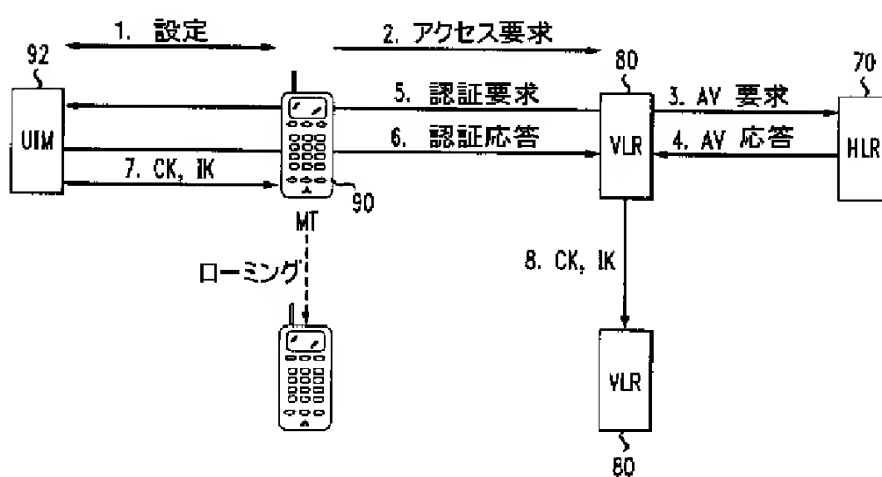 1. 設定
2. アクセス要求
92
80
70
5. 認証要求
3. AV 要求
UIM
6. 認証応答
VLR
4. AV 応答
HLR
7. CK, IK
90
MT
ローミング
8. CK, IK
VLR
80